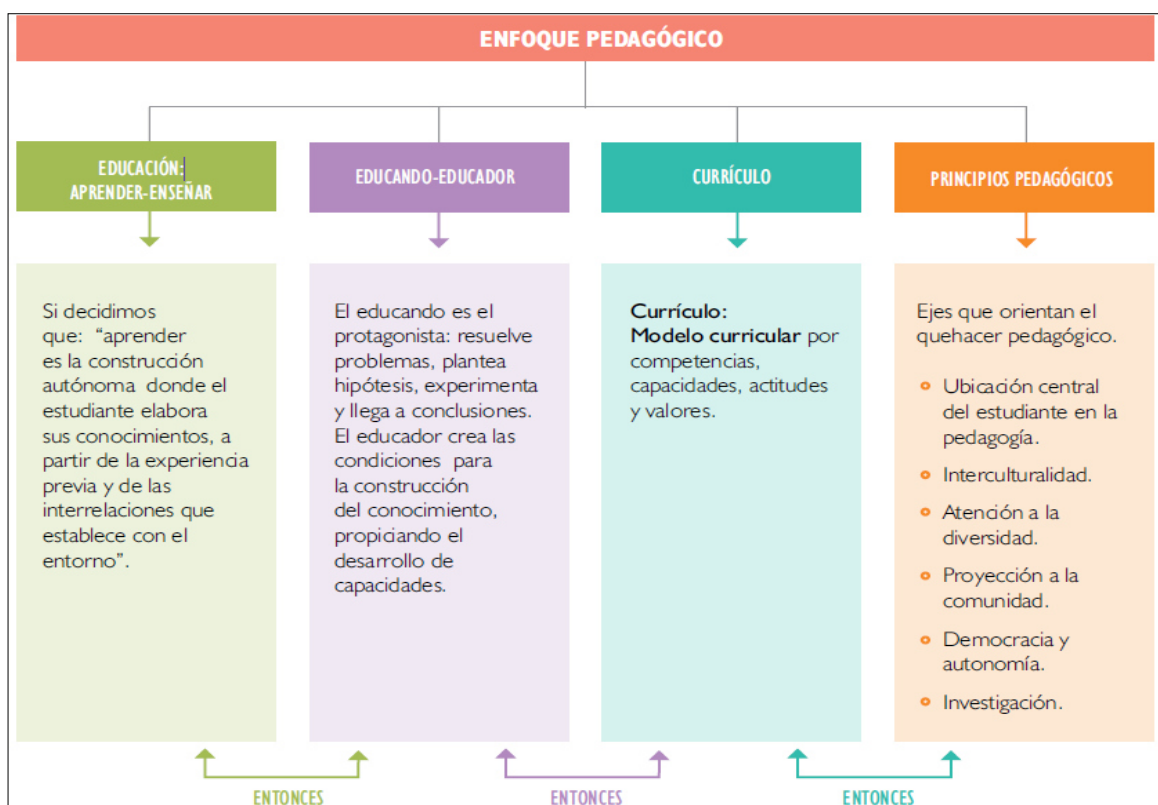 ENFOQUE PEDAGÓGICO
EDUCACIÓN:
APRENDER-ENSEÑAR
Si decidimos
que: “aprender
es la construcción
autónoma donde el
estudiante elabora
sus conocimientos, a
partir de la experiencia
previa y de las
interrelaciones que
establece con el
entorno”.
EDUCANDO-EDUCADOR
El educando es el
protagonista: resuelve
problemas, plantea
hipótesis, experimenta
y llega a conclusiones.
El educador crea las
condiciones para
la construcción
del conocimiento,
propiciando el
desarrollo de
capacidades.
CURRÍCULO
Currículo:
Modelo curricular por
competencias,
capacidades, actitudes
y valores.
PRINCIPIOS PEDAGÓGICOS
Ejes que orientan el
quehacer pedagógico.
Ubicación central
del estudiante en la
pedagogía.
Interculturalidad.
Atención a la
diversidad.
Proyección a la
comunidad.
Democracia y
autonomía.
Investigación.
ENTONCES
ENTONCES
ENTONCES